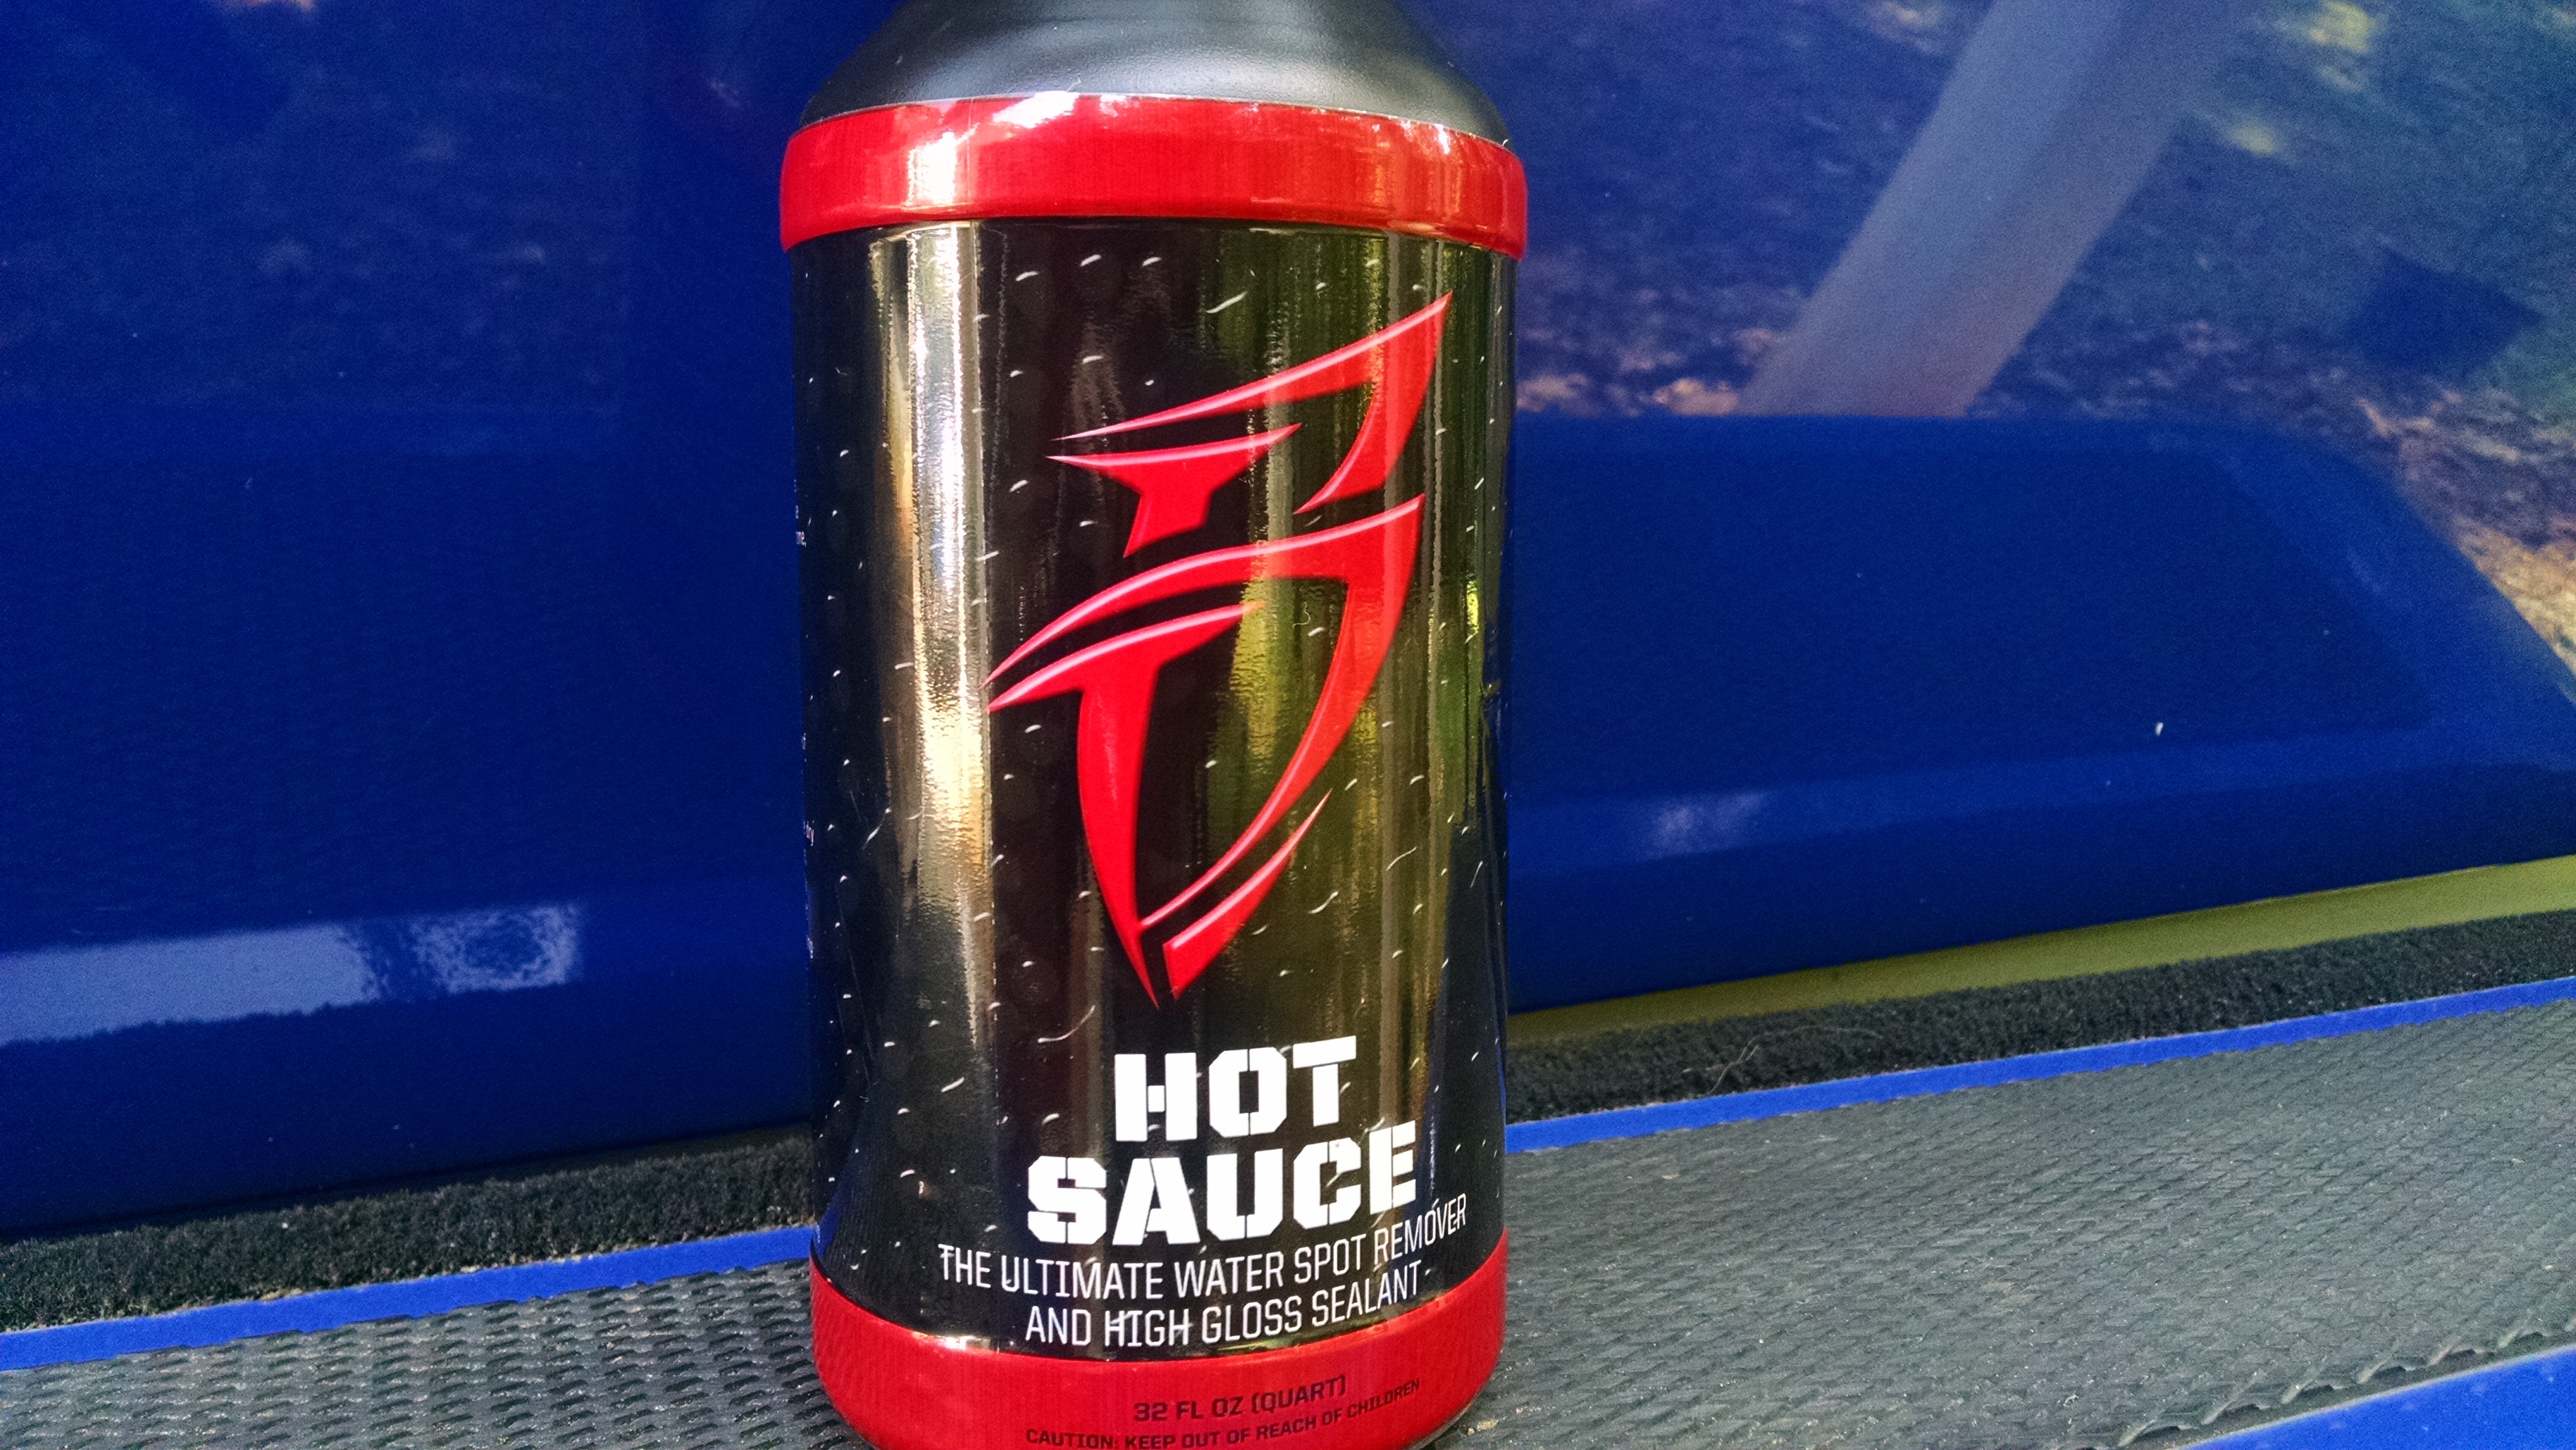 HOT
SAUCE
THE ULTIMATE WATER SPOT REMOVER
AND HIGH GLOSS SEALANT
32 FL OZ (QUART)
CAUTION: KEEP OUT OF REACH OF CHILDREN